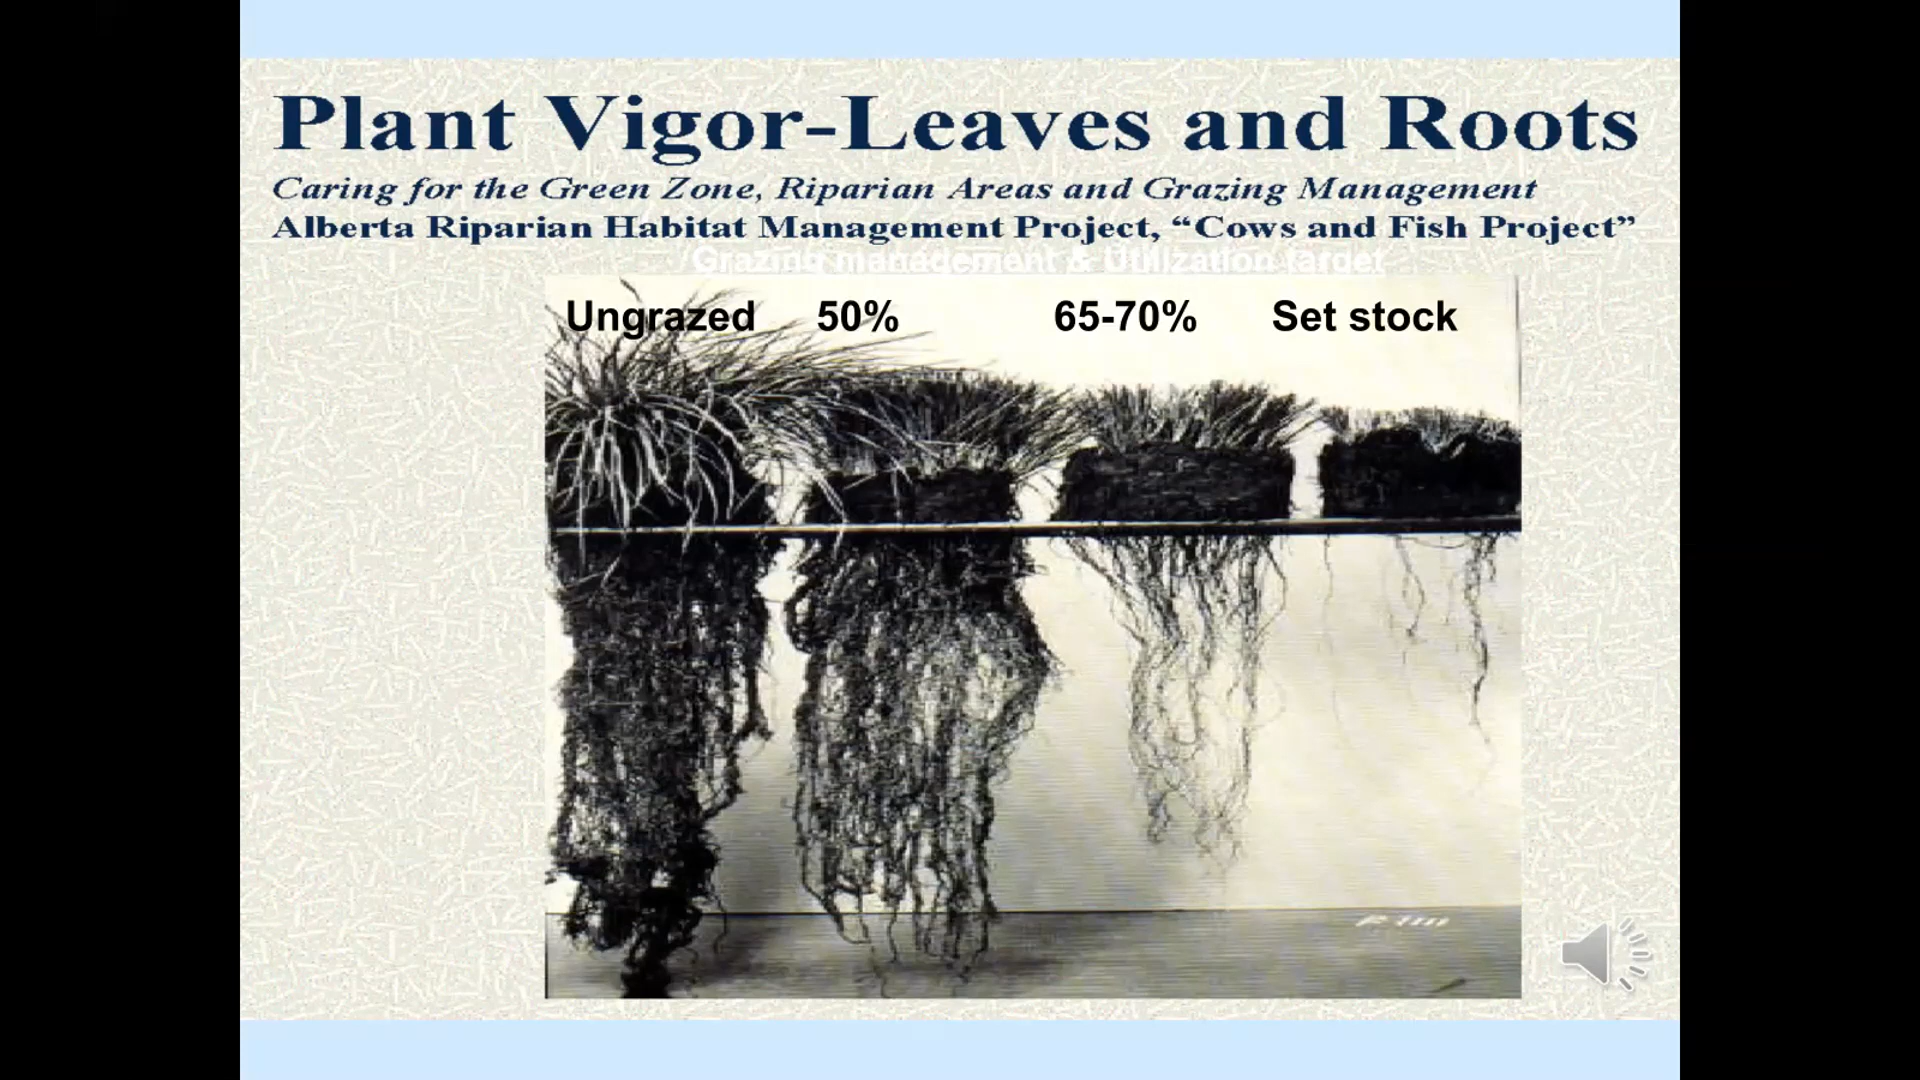 Plant Vigor-Leaves and Roots
Caring for the Green Zone, Riparian Areas and Grazing Management
Alberta Riparian Habitat Management Project, “Cows and Fish Project”
Grazing management & Utilization target
Ungrazed 50% 65-70% Set stock